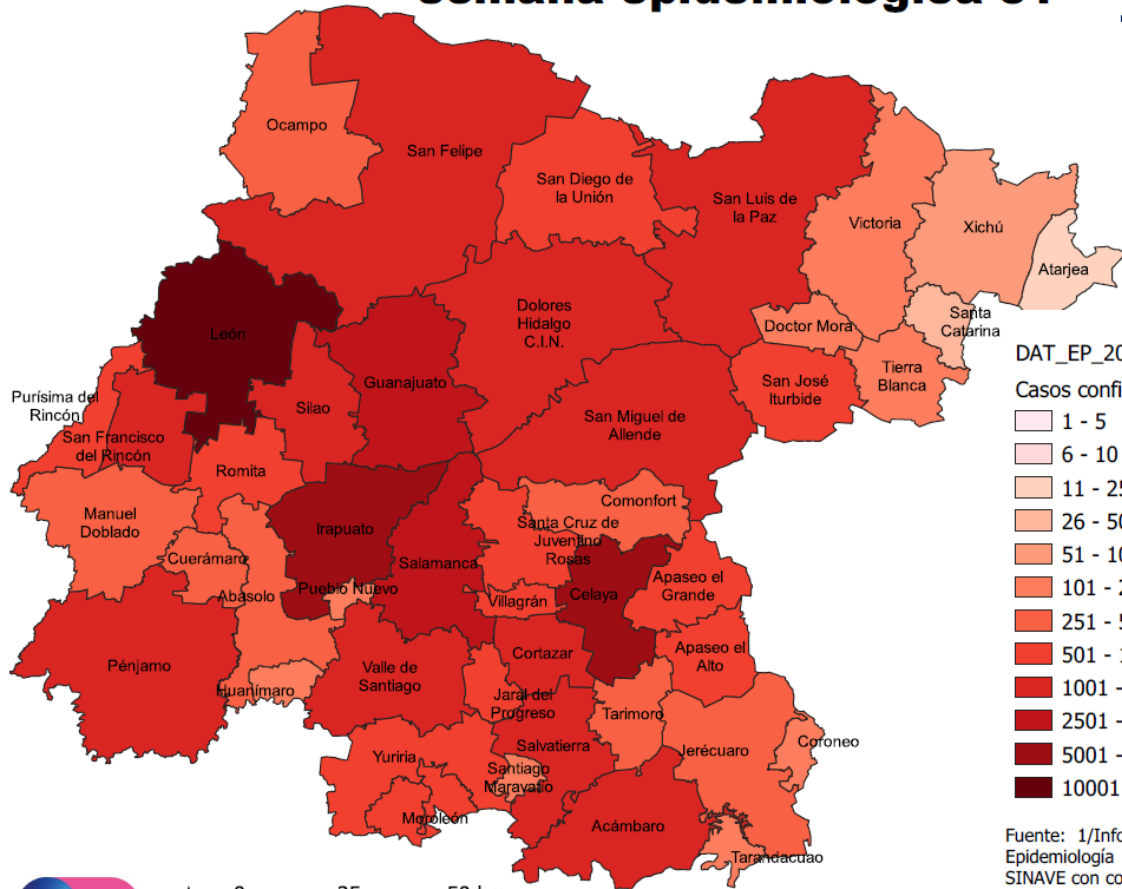 semana epidemiológica
Ocampo
San Felipe
San Diego de
la Unión
San Luis de
la Paz
Victoria
Xichú
Atarjea
León
Dolores
Hidalgo
C.I.N.
Doctor Mora
Santa
Catarina
Guanajuato
Tierra
Blanca
San José
Iturbide
Purísima del
Rincón
Silao
San Miguel de
Allende
San Francisco
del Rincón
Romita
Comonfort
Manuel
Doblado
Irapuato
Santa Cruz de
Juventino
Rosas
Cuerámaro
Salamanca
Apaseo el
Grande
Abasolo
Pueblo Nuevo
Villagrán
Celaya
Pénjamo
Valle de
Santiago
Cortazar
Apaseo el
Alto
Huanímaro
Jaral del
Progreso
Tarimoro
Salvatierra
Jerécuaro
Coroneo
Yuriria
Santiago
Maravatío
Moroleón
Acámbaro
Tarandacuao
DAT_EP_20
Casos confi
1 - 5
6 - 10
11 - 25
26 - 50
51 - 10
101 - 2
251 - 5
501 - 1
1001 -
2501 -
5001 -
10001
Fuente: 1/Info
Epidemiología
SINAVE con co